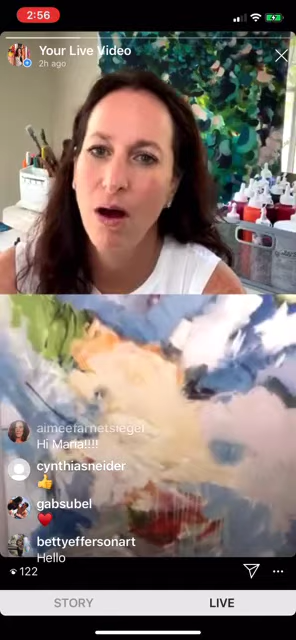 2:56
Your Live Video
2h ago
aimeefarnetsiegel
Hi Maria!!!!
cynthiasneider
👍
gabsubel
❤️
bettyeffersonart
Hello
122
STORY LIVE